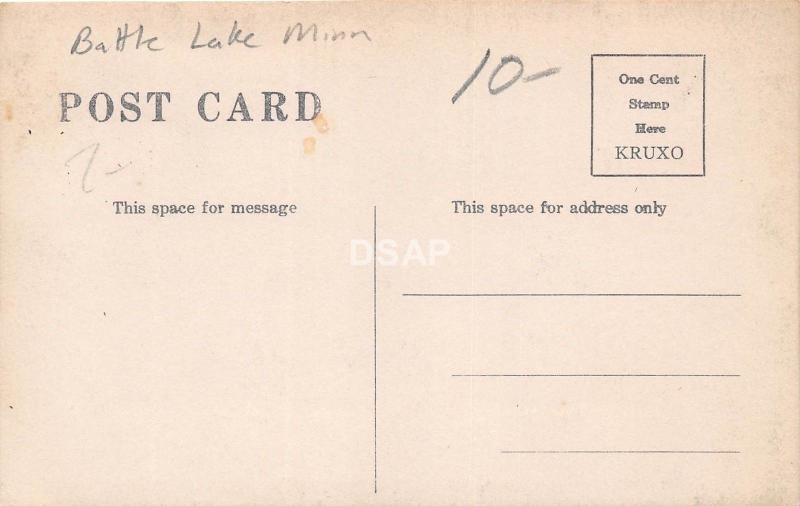 Battle Lake Minn
10-
POST CARD
One Cent
Stamp
Here
KRUXO
This space for message
This space for address only
DSAP